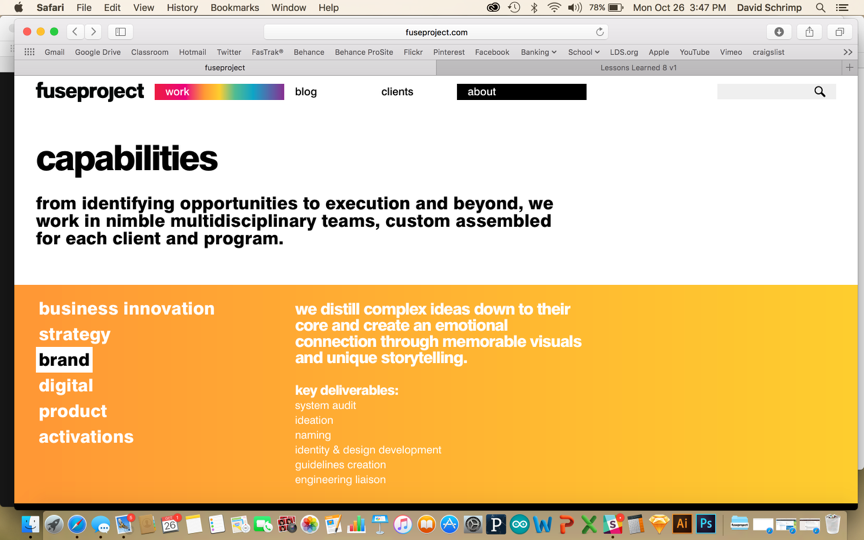 Safari File Edit View History Bookmarks Window Help 78% Mon Oct 26 3:47 PM David Schrimp
fuseproject.com
Gmail Google Drive Classroom Hotmail Twitter FasTrak® Behance Behance ProSite Flickr Pinterest Facebook Banking School LDS.org Apple YouTube Vimeo craigslist
fuseproject Lessons Learned 8 v1
fuseproject work blog clients about
capabilities
from identifying opportunities to execution and beyond, we
work in nimble multidisciplinary teams, custom assembled
for each client and program.
business innovation
strategy
brand
digital
product
activations
we distill complex ideas down to their
core and create an emotional
connection through memorable visuals
and unique storytelling.
key deliverables:
system audit
ideation
naming
identity & design development
guidelines creation
engineering liaison
26
Ai Ps